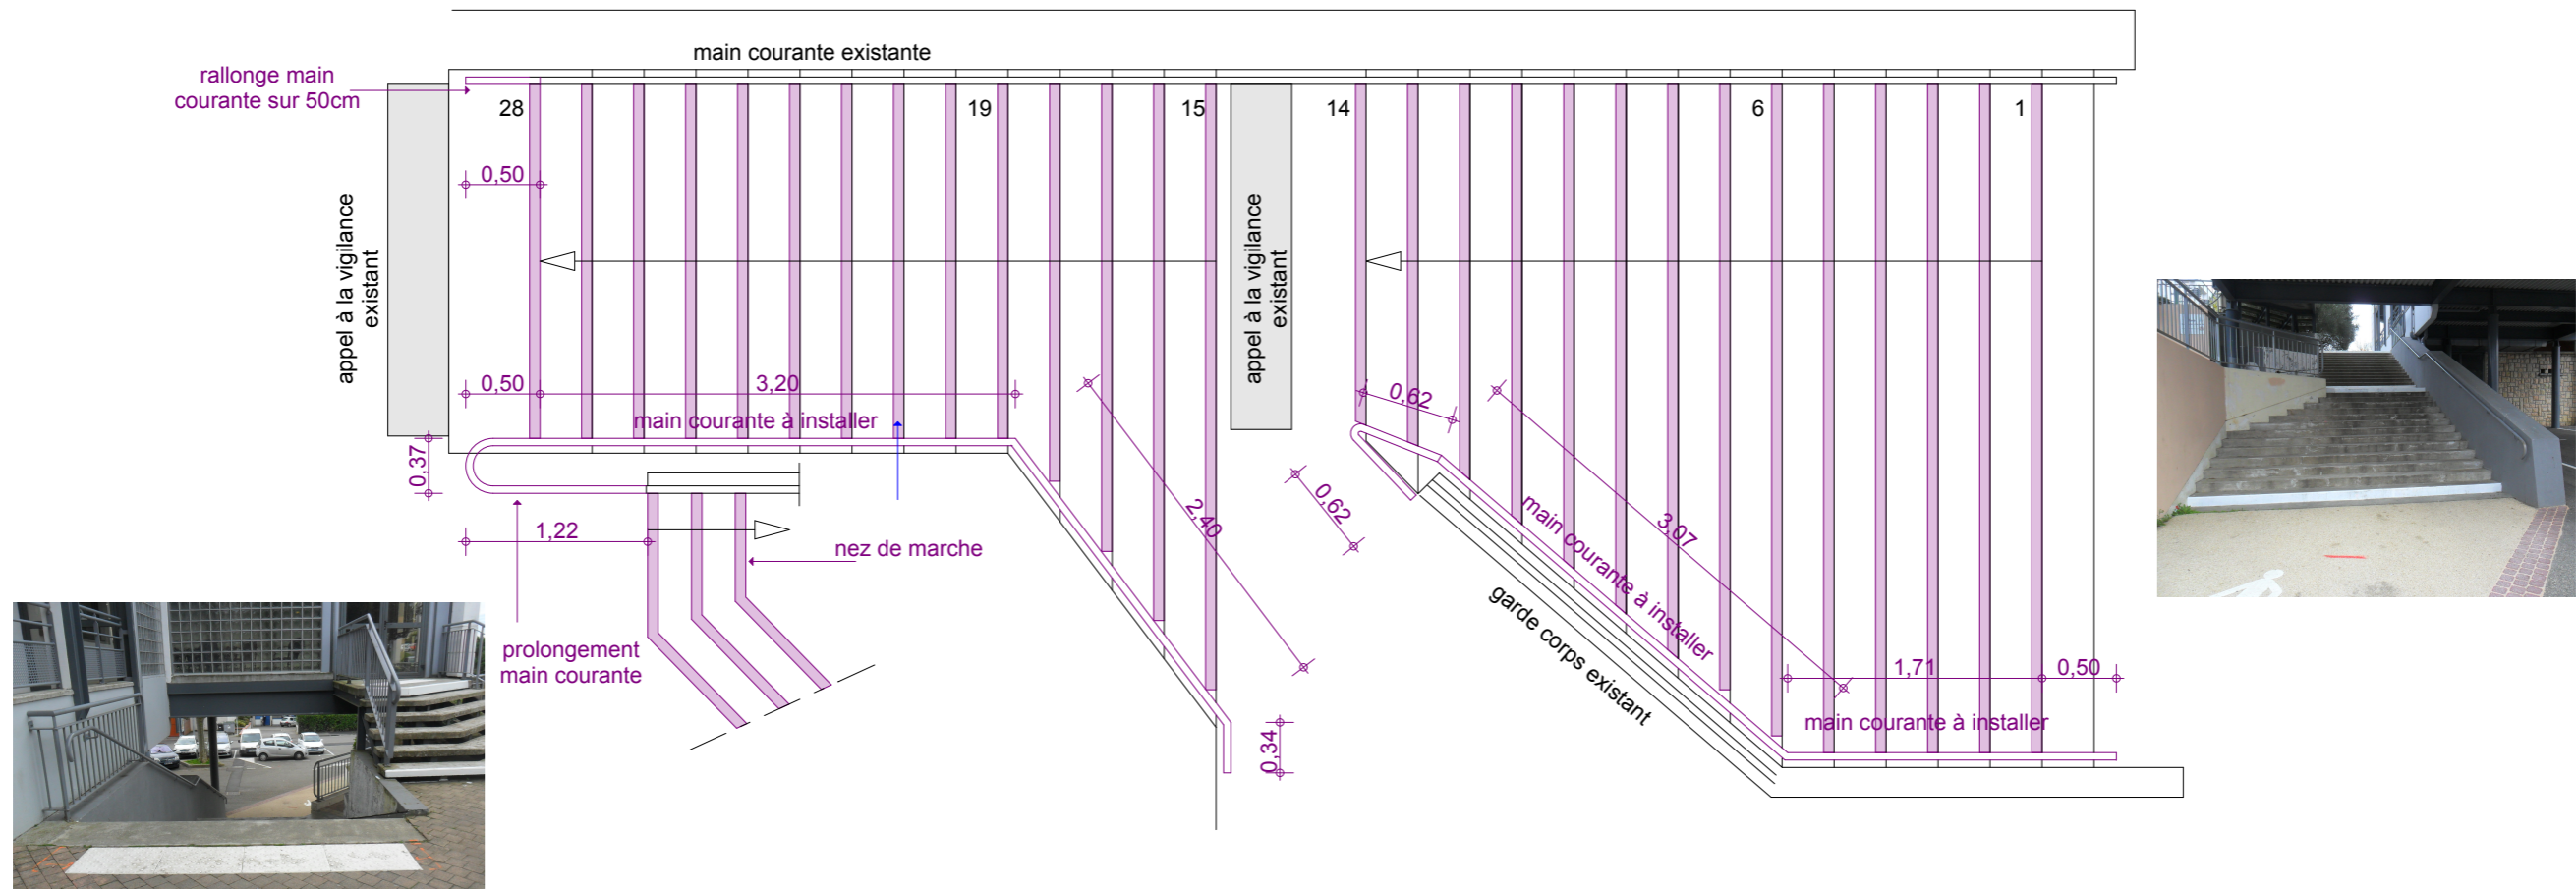 main courante existante
rallonge main
courante sur 50cm
28
19
15
14
6
1
0,50
appel à la vigilance
existant
appel à la vigilance
existant
0,50
3,20
main courante à installer
0,37
1,22
nez de marche
prolongement
main courante
2,40
0,62
0,62
0,34
3,07
main courante à installer
garde corps existant
1,71
0,50
main courante à installer